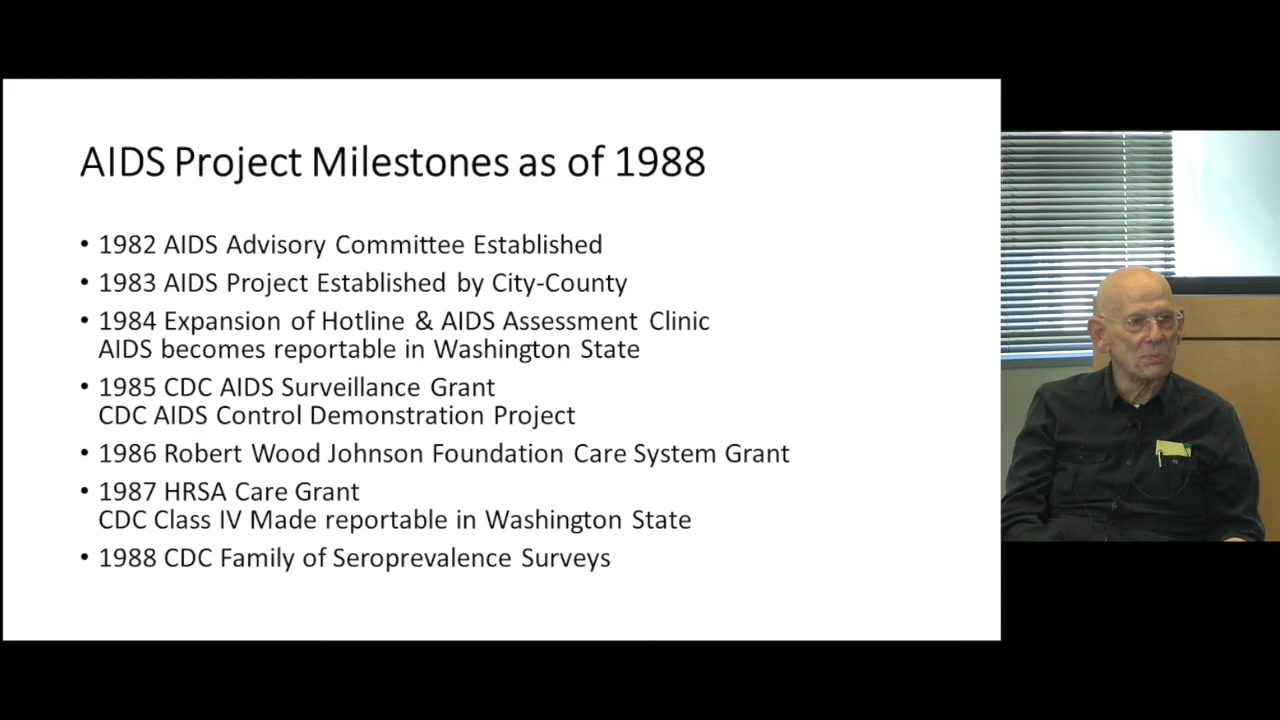 AIDS Project Milestones as of 1988
• 1982 AIDS Advisory Committee Established
• 1983 AIDS Project Established by City-County
• 1984 Expansion of Hotline & AIDS Assessment Clinic
AIDS becomes reportable in Washington State
• 1985 CDC AIDS Surveillance Grant
CDC AIDS Control Demonstration Project
• 1986 Robert Wood Johnson Foundation Care System Grant
• 1987 HRSA Care Grant
CDC Class IV Made reportable in Washington State
• 1988 CDC Family of Seroprevalence Surveys